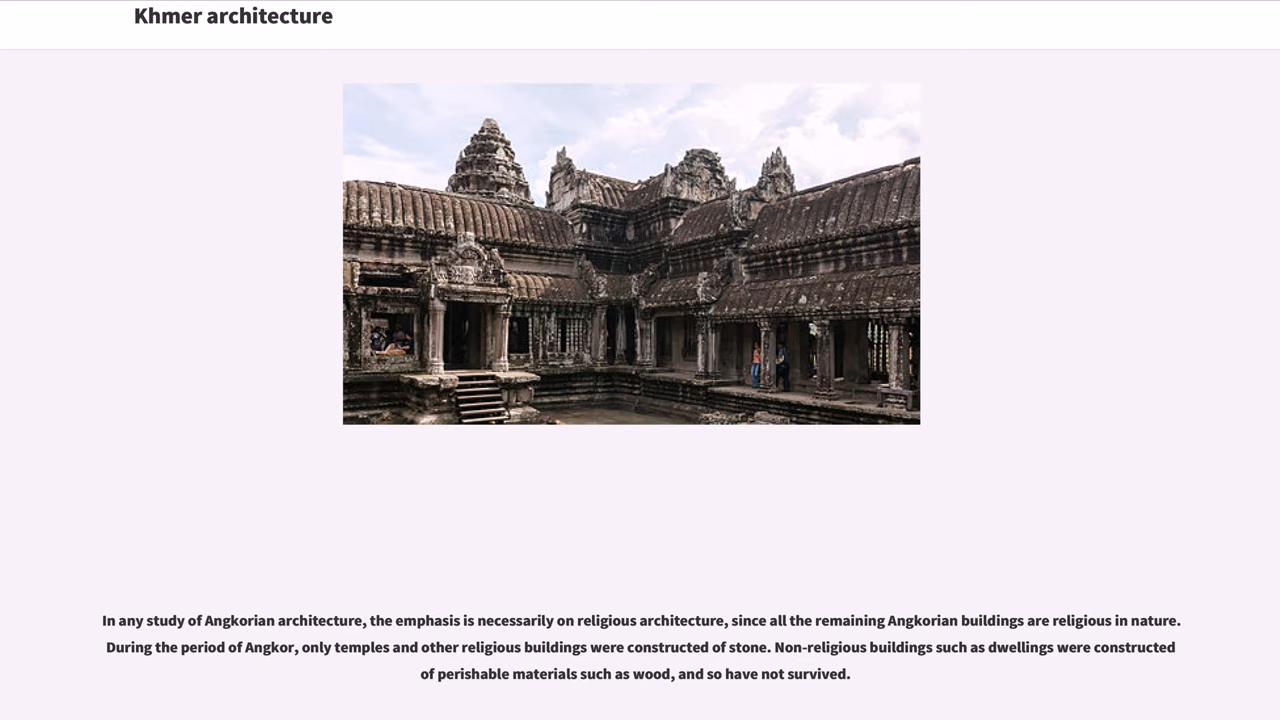 Khmer architecture
In any study of Angkorian architecture, the emphasis is necessarily on religious architecture, since all the remaining Angkorian buildings are religious in nature.
During the period of Angkor, only temples and other religious buildings were constructed of stone. Non-religious buildings such as dwellings were constructed
of perishable materials such as wood, and so have not survived.